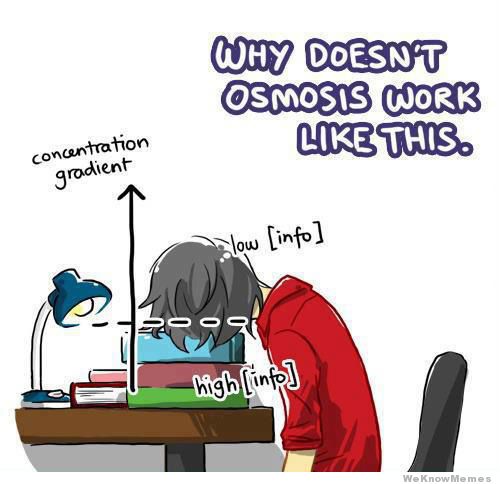 WHY DOESN'T
OSMOSIS WORK
LIKE THIS.
concentration
gradient
low [info]
high [info]
WeKnowMemes